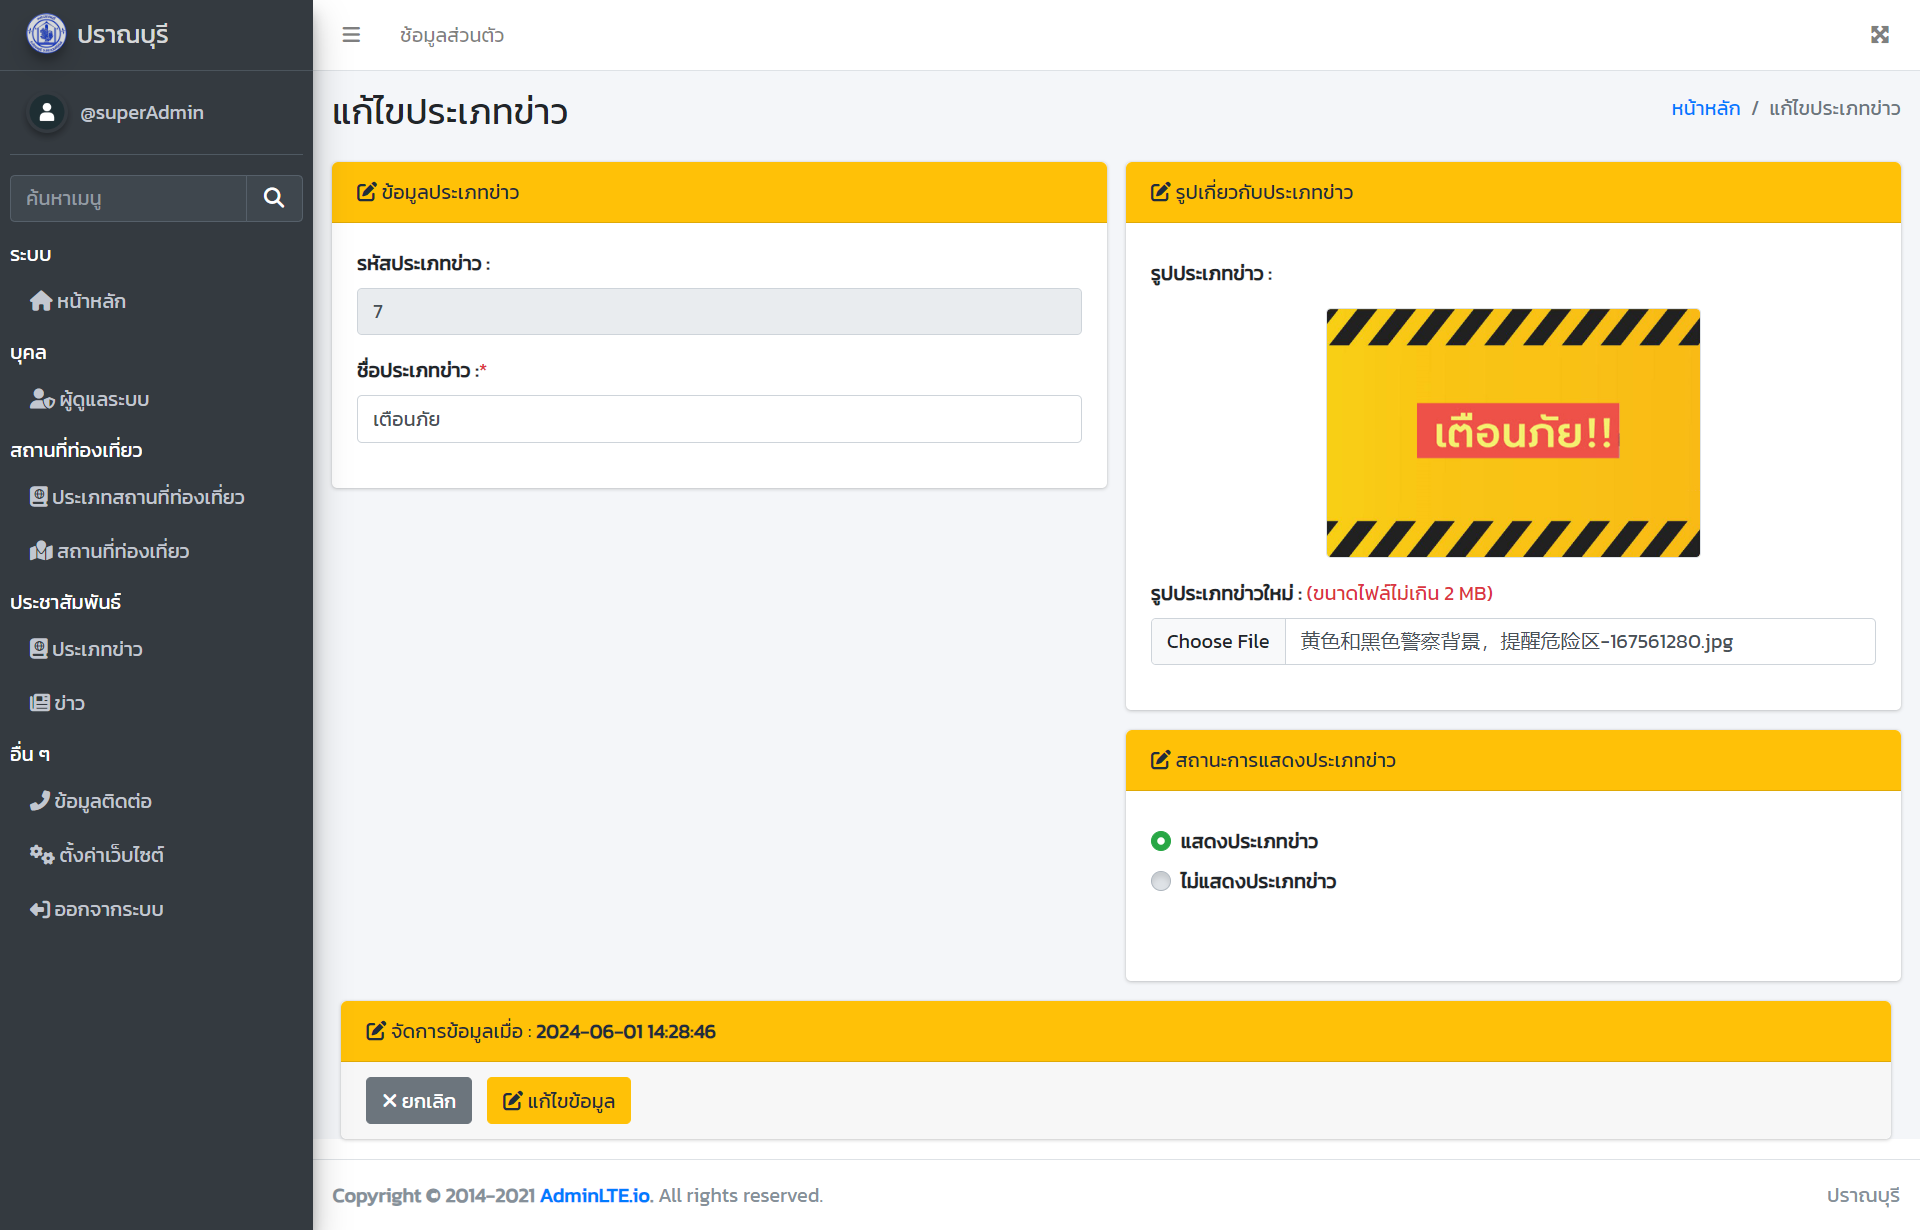 ปราณบุรี
ข้อมูลส่วนตัว
@superAdmin
แก้ไขประเภทข่าว
หน้าหลัก / แก้ไขประเภทข่าว
ค้นหาเมนู
ระบบ
หน้าหลัก
บุคล
ผู้ดูแลระบบ
สถานที่ท่องเที่ยว
ประเภทสถานที่ท่องเที่ยว
สถานที่ท่องเที่ยว
ประชาสัมพันธ์
ประเภทข่าว
ข่าว
อื่น ๆ
ข้อมูลติดต่อ
ตั้งค่าเว็บไซต์
ออกจากระบบ
ข้อมูลประเภทข่าว
รหัสประเภทข่าว :
7
ชื่อประเภทข่าว :*
เตือนภัย
รูปเกี่ยวกับประเภทข่าว
รูปประเภทข่าว :
เตือนภัย!!
รูปประเภทข่าวใหม่ : (ขนาดไฟล์ไม่เกิน 2 MB)
Choose File 黄色和黑色警察背景，提醒危险区-167561280.jpg
สถานะการแสดงประเภทข่าว
แสดงประเภทข่าว
ไม่แสดงประเภทข่าว
จัดการข้อมูลเมื่อ : 2024-06-01 14:28:46
ยกเลิก
แก้ไขข้อมูล
Copyright © 2014-2021 AdminLTE.io. All rights reserved.
ปราณบุรี